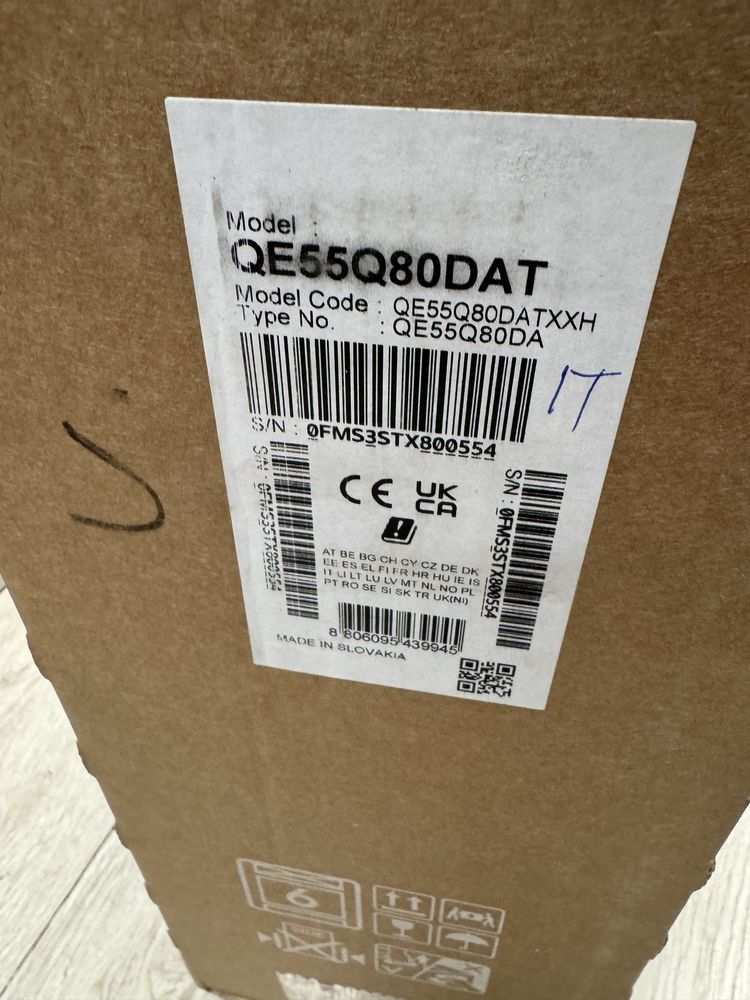 Model :
QE55Q80DAT
Model Code : QE55Q80DATXXH
Type No. : QE55Q80DA
IT
S/N : 0FMS3STX800554
S/N : 0FMS3STX800554
S/N : 0FMS3STX800554
CE UK
CA
AT BE BG CH CY CZ DE DK
EE ES EL FI FR HR HU IE IS
IT LI LT LU LV MT NL NO PL
PT RO SE SI SK TR UK(NI)
8 806095 439945
MADE IN SLOVAKIA
6